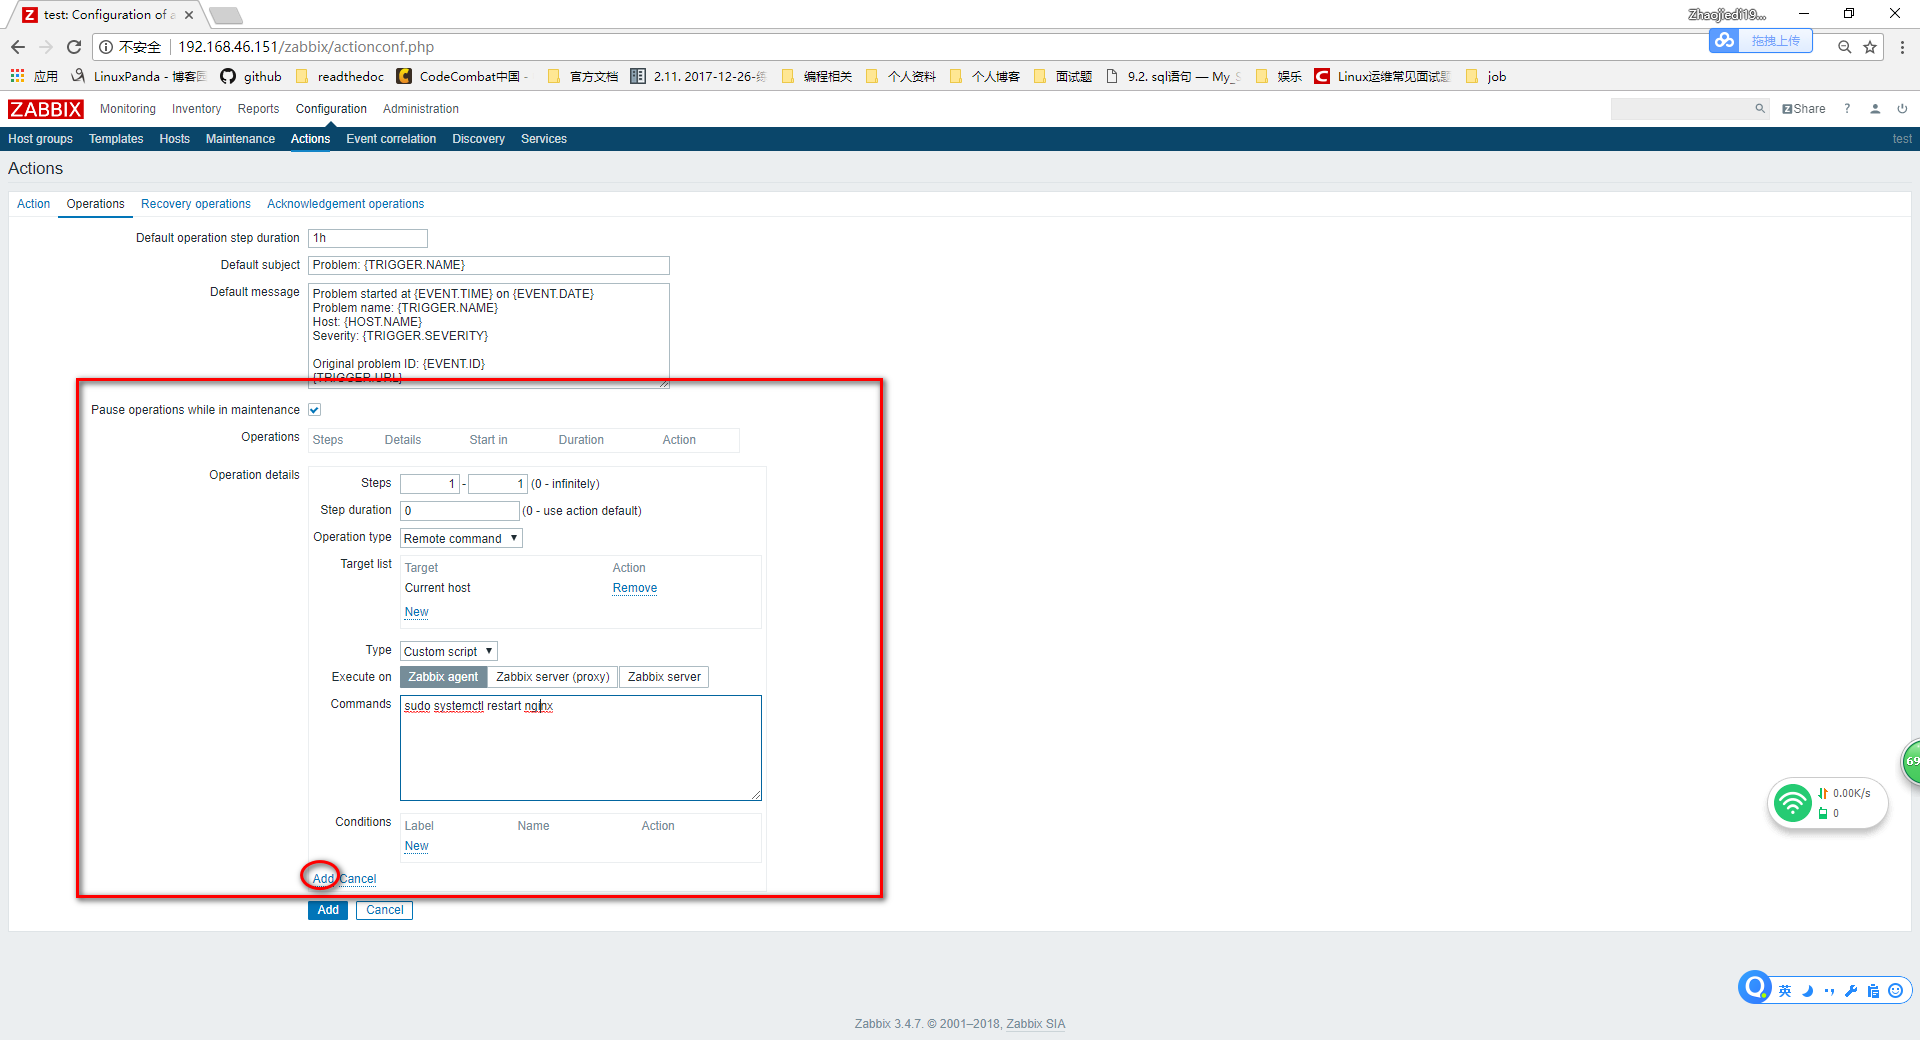 test: Configuration of a
Zhaojiedi19...
不安全 192.168.46.151/zabbix/actionconf.php
拖拽上传
应用 LinuxPanda - 博客园 github readthedoc CodeCombat中国 - 官方文档 2.11. 2017-12-26- 编程相关 个人资料 个人博客 面试题 9.2. sql语句 — My_S 娱乐 Linux运维常见面试题 job
ZABBIX Monitoring Inventory Reports Configuration Administration Z Share ?
Host groups Templates Hosts Maintenance Actions Event correlation Discovery Services test
Actions
Action Operations Recovery operations Acknowledgement operations
Default operation step duration 1h
Default subject Problem: {TRIGGER.NAME}
Default message Problem started at {EVENT.TIME} on {EVENT.DATE}
Problem name: {TRIGGER.NAME}
Host: {HOST.NAME}
Severity: {TRIGGER.SEVERITY}
Original problem ID: {EVENT.ID}
{TRIGGER.URL}
Pause operations while in maintenance
Operations Steps Details Start in Duration Action
Operation details
Steps 1 - 1 (0 - infinitely)
Step duration 0 (0 - use action default)
Operation type Remote command
Target list Target Action
Current host Remove
New
Type Custom script
Execute on Zabbix agent Zabbix server (proxy) Zabbix server
Commands sudo systemctl restart nginx
69
0.00K/s
0
Conditions Label Name Action
New
Add Cancel
Add Cancel
英
Zabbix 3.4.7. © 2001–2018, Zabbix SIA